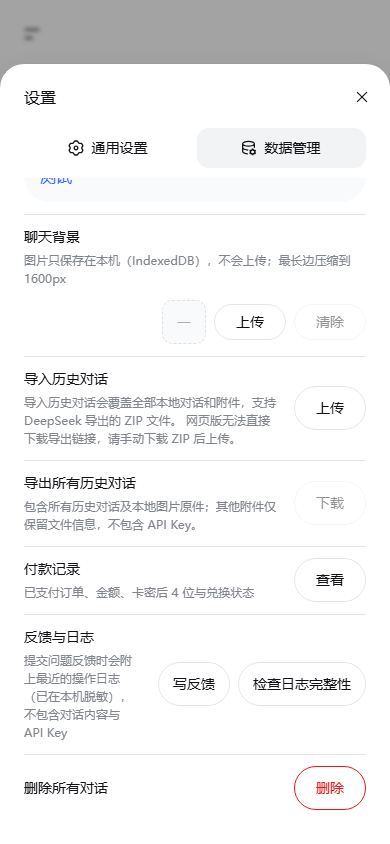 设置
通用设置
数据管理
测试
聊天背景
图片只保存在本机（IndexedDB），不会上传；最长边压缩到
1600px
—
上传
清除
导入历史对话
导入历史对话会覆盖全部本地对话和附件，支持
DeepSeek 导出的 ZIP 文件。 网页版无法直接
下载导出链接，请手动下载 ZIP 后上传。
上传
导出所有历史对话
包含所有历史对话及本地图片原件；其他附件仅
保留文件信息，不包含 API Key。
下载
付款记录
已支付订单、金额、卡密后 4 位与兑换状态
查看
反馈与日志
提交问题反馈时会附
上最近的操作日志
（已在本机脱敏），
不包含对话内容与
API Key
写反馈
检查日志完整性
删除所有对话
删除